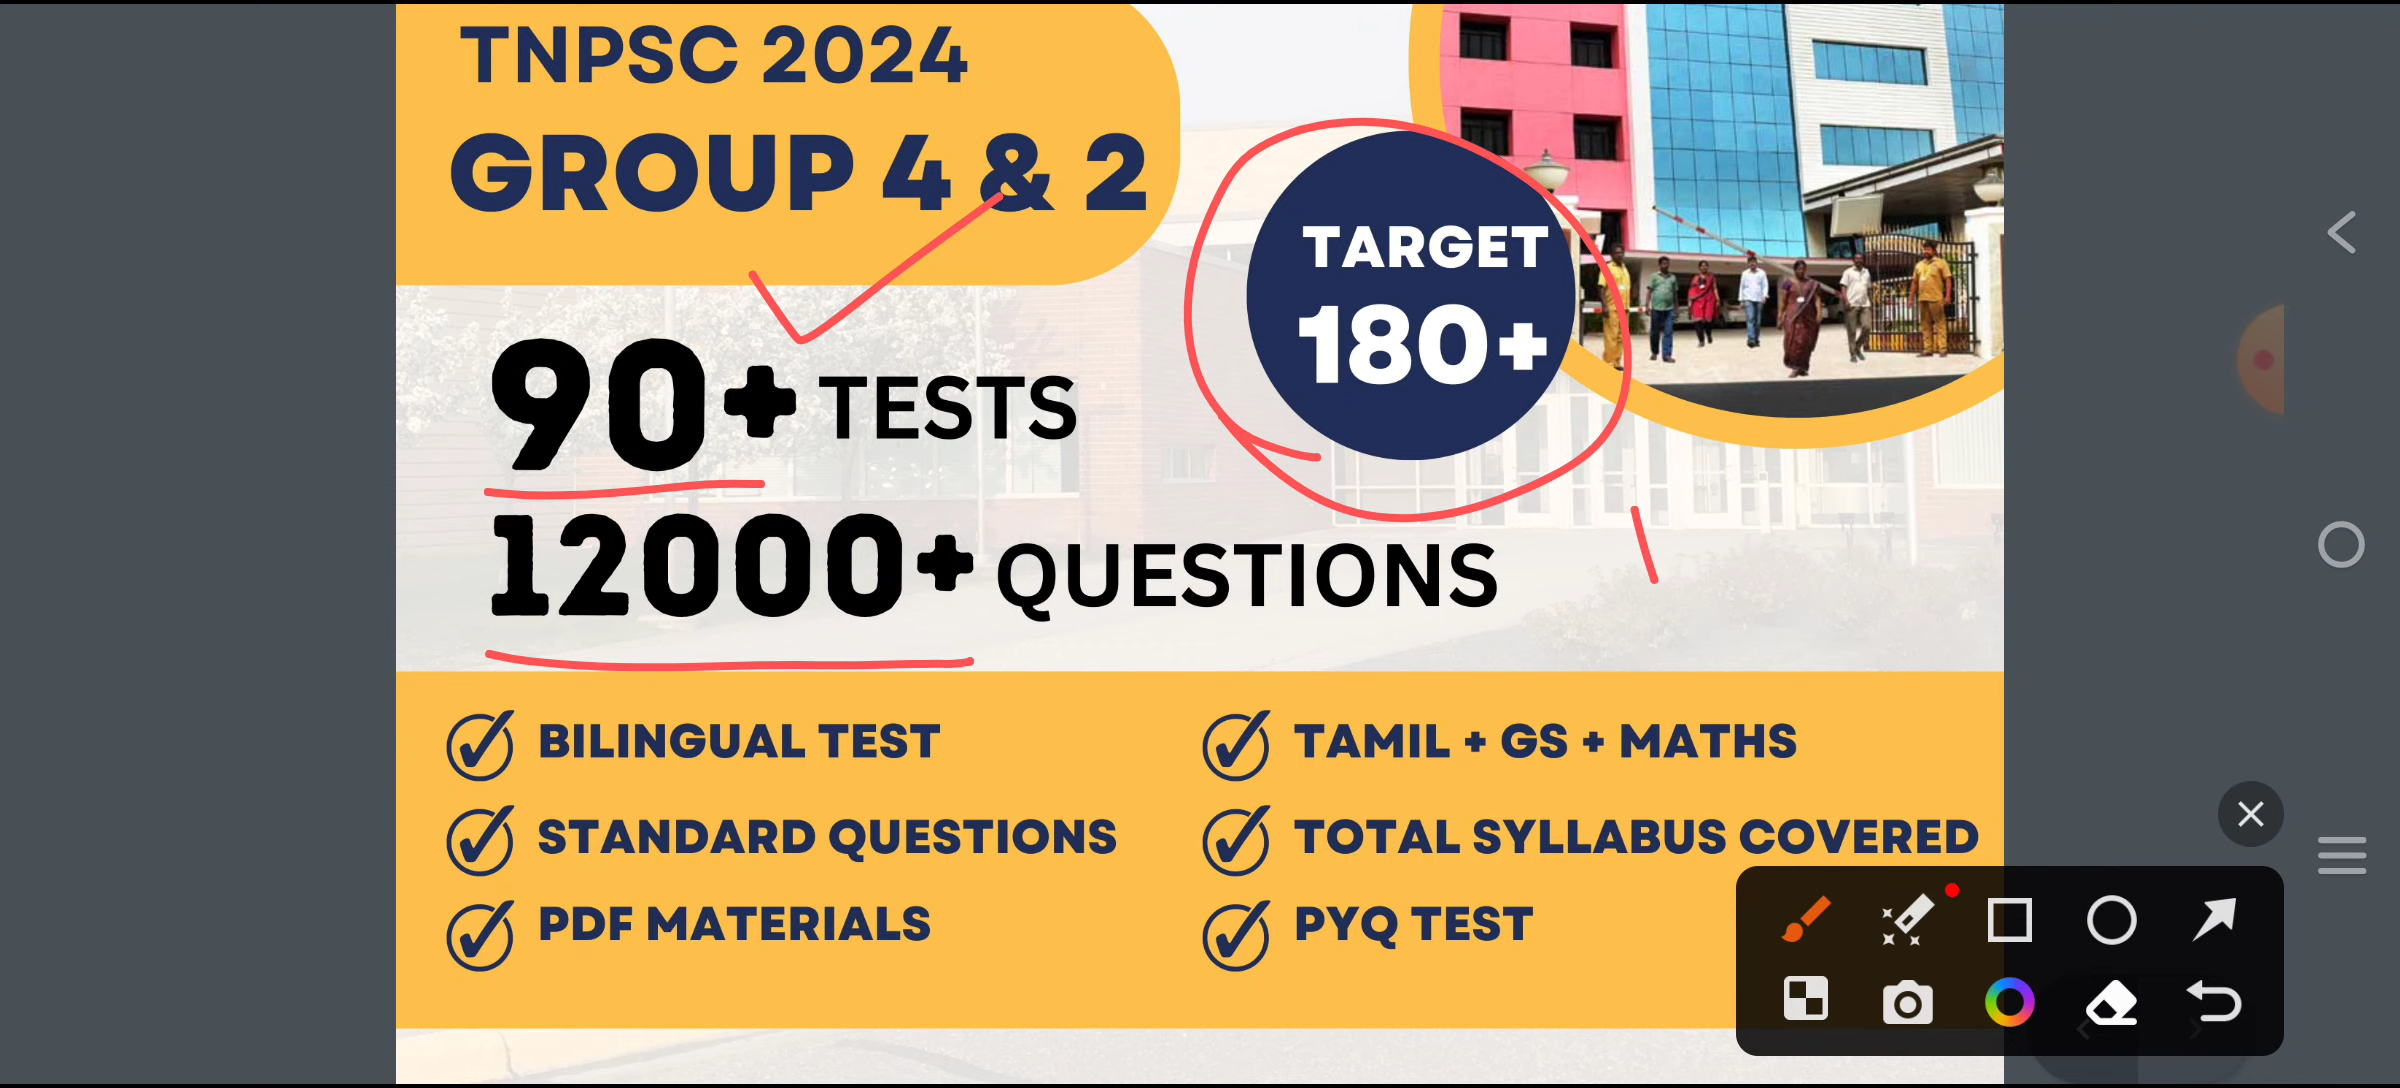 TNPSC 2024
GROUP 4 & 2
TARGET
180+
90+ TESTS
12000+ QUESTIONS
BILINGUAL TEST
TAMIL + GS + MATHS
STANDARD QUESTIONS
TOTAL SYLLABUS COVERED
PDF MATERIALS
PYQ TEST